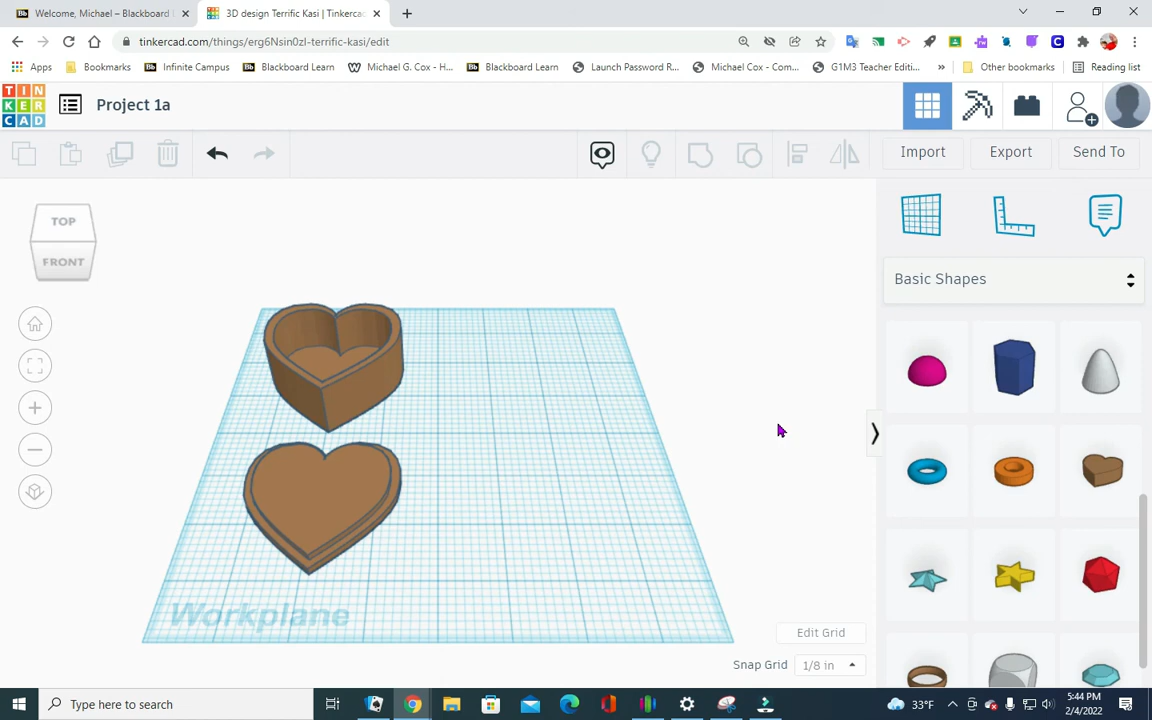 Welcome, Michael – Blackboard
3D design Terrific Kasi | Tinkerca
tinkercad.com/things/erg6Nsin0zI-terrific-kasi/edit
Apps
Bookmarks
Infinite Campus
Blackboard Learn
Michael G. Cox - H...
Blackboard Learn
Launch Password R...
Michael Cox - Com...
G1M3 Teacher Editi...
»
Other bookmarks
Reading list
TIN
KER
CAD
Project 1a
Import
Export
Send To
TOP
FRONT
Basic Shapes
Workplane
Edit Grid
Snap Grid
1/8 in
Type here to search
33°F
5:44 PM
2/4/2022